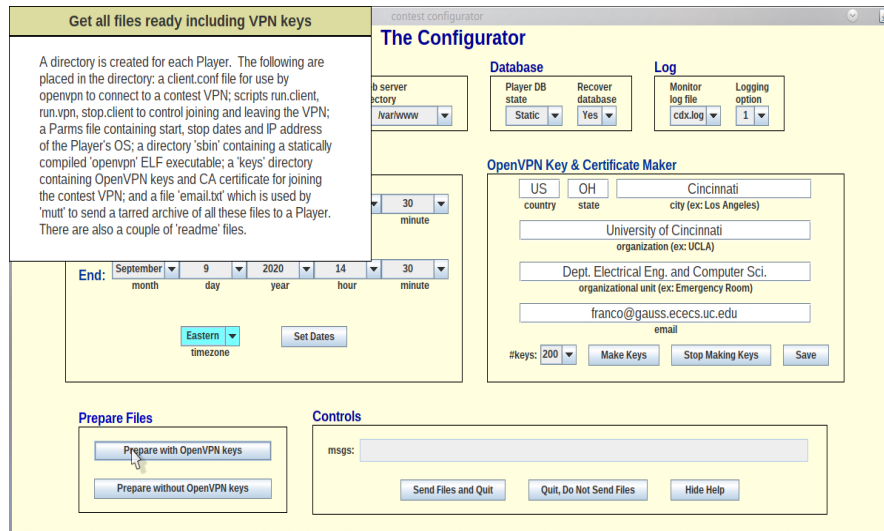 Get all files ready including VPN keys
contest configurator
A directory is created for each Player. The following are
placed in the directory: a client.conf file for use by
openvpn to connect to a contest VPN; scripts run.client,
run.vpn, stop.client to control joining and leaving the VPN;
a Parms file containing start, stop dates and IP address
of the Player's OS; a directory 'sbin' containing a statically
compiled 'openvpn' ELF executable; a 'keys' directory
containing OpenVPN keys and CA certificate for joining
the contest VPN; and a file 'email.txt' which is used by
'mutt' to send a tarred archive of all these files to a Player.
There are also a couple of 'readme' files.
The Configurator
server
/var/www
Database
Player DB
state
Static
Recover
database
Yes
Log
Monitor
log file
cdx.log
Logging
option
1
30
minute
End: September 9 2020 14 30
month day year hour minute
Eastern
timezone
Set Dates
OpenVPN Key & Certificate Maker
US OH Cincinnati
country state city (ex: Los Angeles)
University of Cincinnati
organization (ex: UCLA)
Dept. Electrical Eng. and Computer Sci.
organizational unit (ex: Emergency Room)
franco@gauss.ececs.uc.edu
email
#keys: 200 Make Keys Stop Making Keys Save
Prepare Files
Prepare with OpenVPN keys
Prepare without OpenVPN keys
Controls
msgs:
Send Files and Quit Quit, Do Not Send Files Hide Help